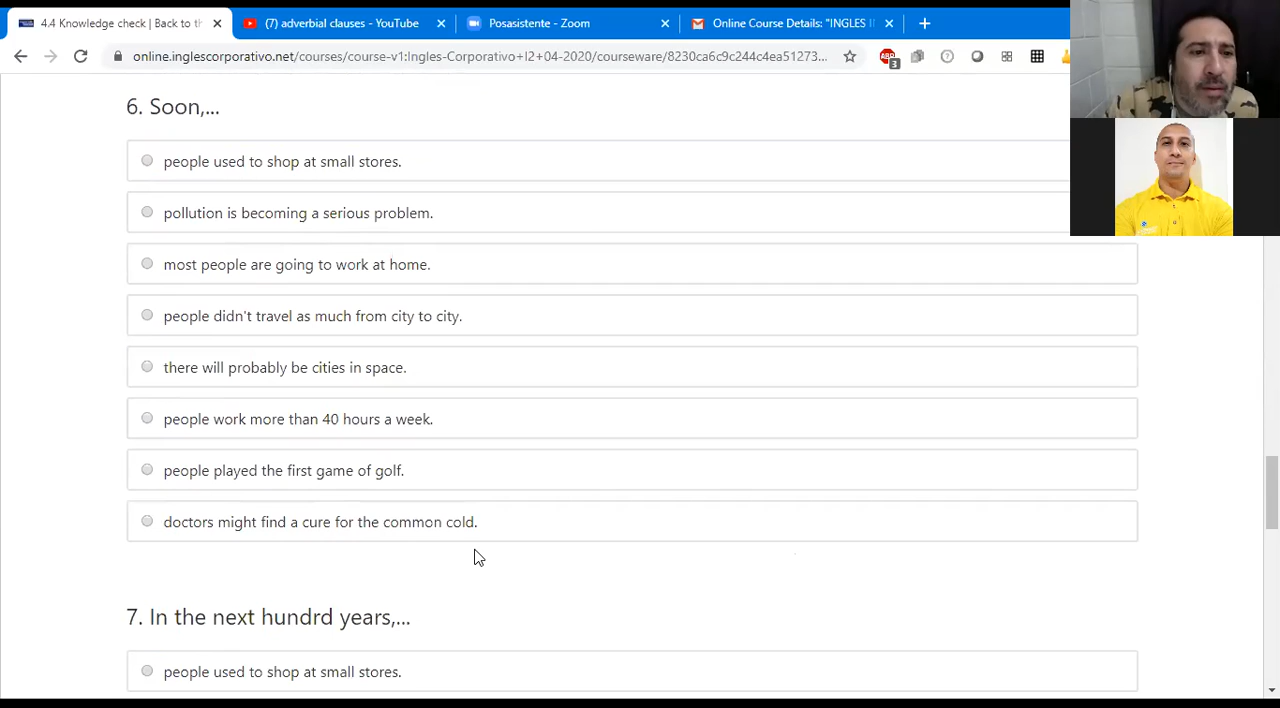 4.4 Knowledge check | Back to th
(7) adverbial clauses - YouTube
Posasistente - Zoom
Online Course Details: "INGLES I
online.inglescorporativo.net/courses/course-v1:Ingles-Corporativo+I2+04-2020/courseware/8230ca6c9c244c4ea51273...
3
6. Soon,...
people used to shop at small stores.
pollution is becoming a serious problem.
most people are going to work at home.
people didn't travel as much from city to city.
there will probably be cities in space.
people work more than 40 hours a week.
people played the first game of golf.
doctors might find a cure for the common cold.
7. In the next hundrd years,...
people used to shop at small stores.